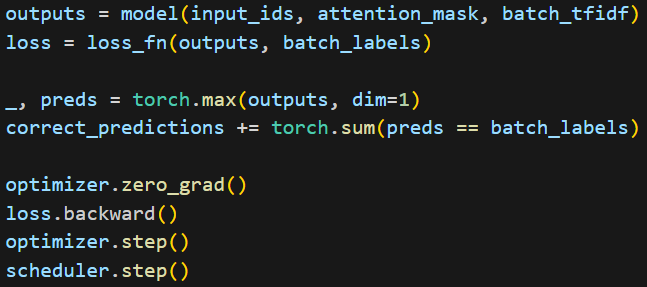 outputs = model(input_ids, attention_mask, batch_tfidf)
loss = loss_fn(outputs, batch_labels)
_, preds = torch.max(outputs, dim=1)
correct_predictions += torch.sum(preds == batch_labels)
optimizer.zero_grad()
loss.backward()
optimizer.step()
scheduler.step()